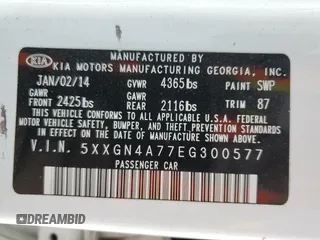 KIA
MANUFACTURED BY
KIA MOTORS MANUFACTURING GEORGIA, INC.
JAN/02/14 GVWR 4365lbs PAINT SWP
GAWR FRONT 2425lbs GAWR REAR 2116lbs TRIM 87
THIS VEHICLE CONFORMS TO ALL APPLICABLE U.S. FEDERAL MOTOR VEHICLE
SAFETY, BUMPER, AND THEFT PREVENTION STANDARDS IN
EFFECT ON THE DATE OF MANUFACTURE SHOWN ABOVE.
V.I.N. 5XXGN4A77EG300577
PASSENGER CAR
DREAMBID